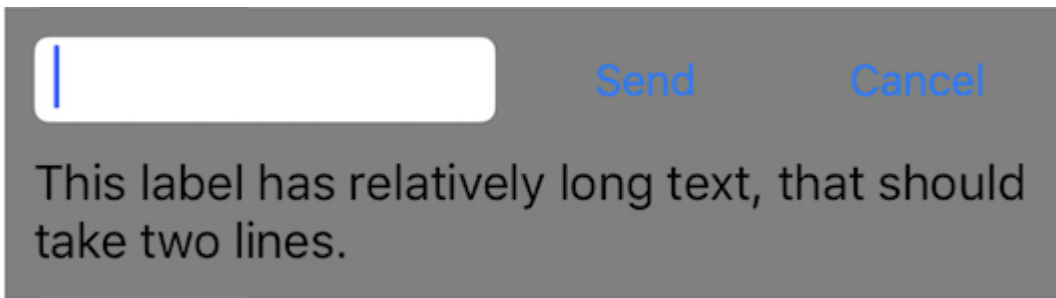 Send Cancel
This label has relatively long text, that should
take two lines.